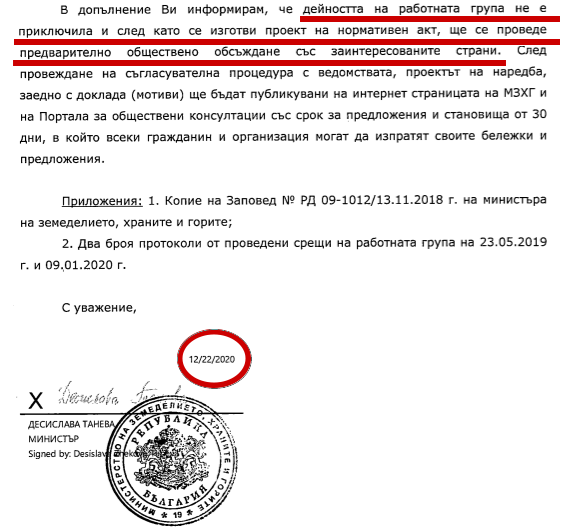 В допълнение Ви информирам, че дейността на работната група не е
приключила и след като се изготви проект на нормативен акт, ще се проведе
предварително обществено обсъждане със заинтересованите страни. След
провеждане на съгласувателна процедура с ведомствата, проектът на наредба,
заедно с доклада (мотиви) ще бъдат публикувани на интернет страницата на МЗХГ и
на Портала за обществени консултации със срок за предложения и становища от 30
дни, в който всеки гражданин и организация могат да изпратят своите бележки и
предложения.
Приложения: 1. Копие на Заповед № РД 09-1012/13.11.2018 г. на министъра
на земеделието, храните и горите;
2. Два броя протоколи от проведени срещи на работната група на 23.05.2019
г. и 09.01.2020 г.
С уважение,
12/22/2020
X
ДЕСИСЛАВА ТАНЕВА
МИНИСТЪР
Signed by: Desislava
МИНИСТЕРСТВО НА ЗЕМЕДЕЛИЕТО, ХРАНИТЕ И ГОРИТЕ
РЕПУБЛИКА
БЪЛГАРИЯ
19